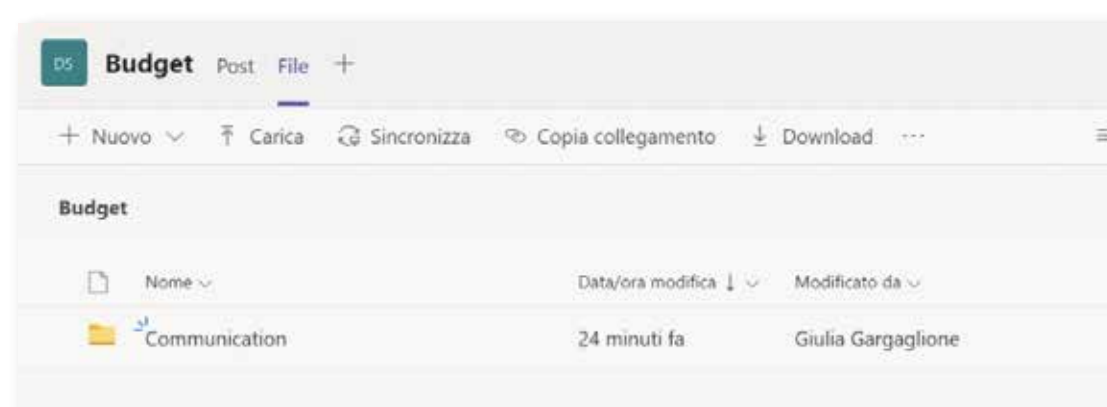 DS Budget Post File
Nuovo Carica Sincronizza Copia collegamento Download ...
Budget
Nome Data/ora modifica Modificato da
Communication 24 minuti fa Giulia Gargaglione